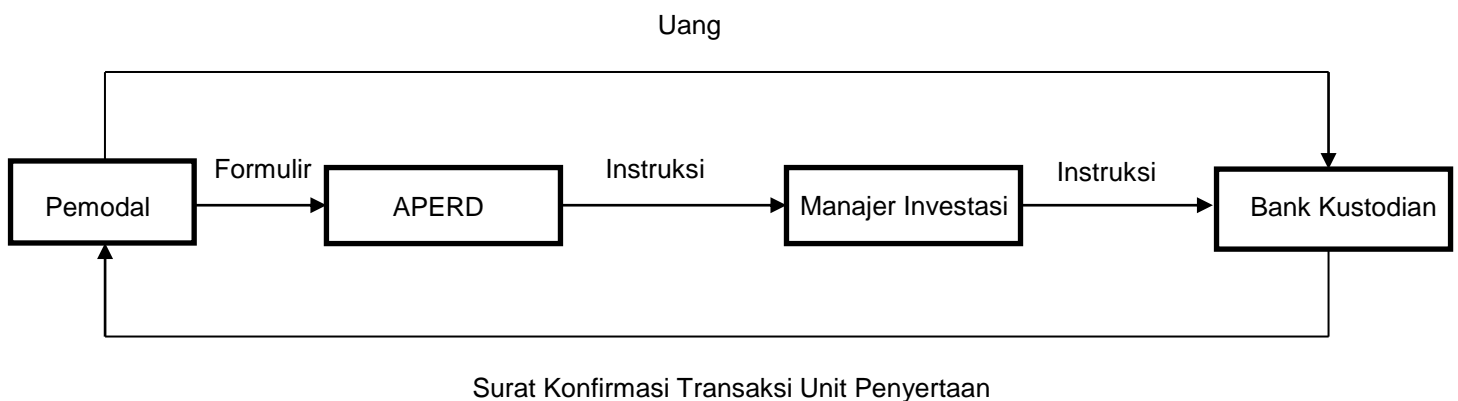 Uang
Formulir
Instruksi
Instruksi
Pemodal
APERD
Manajer Investasi
Bank Kustodian
Surat Konfirmasi Transaksi Unit Penyertaan